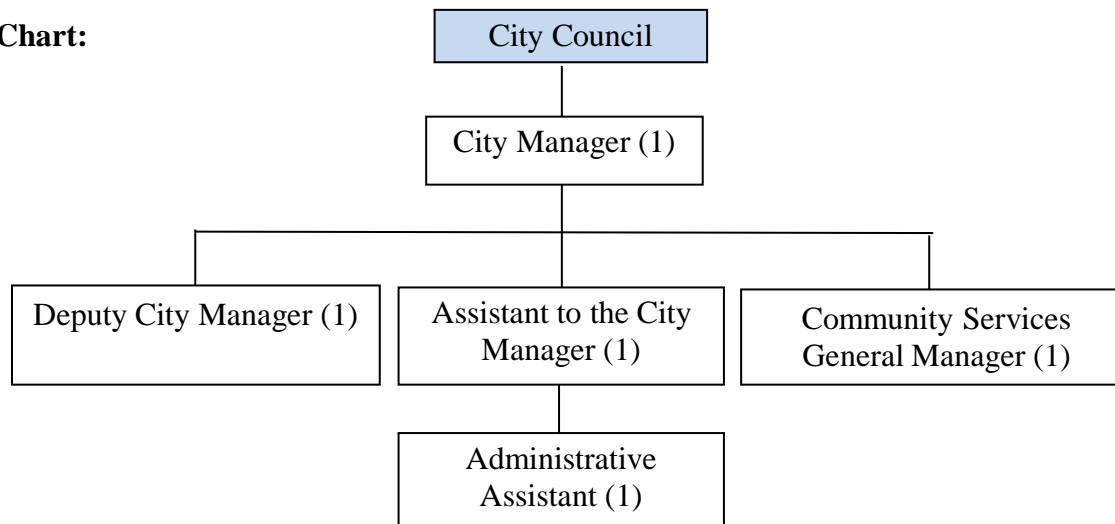 Chart:
City Council
City Manager (1)
Deputy City Manager (1)
Assistant to the City
Manager (1)
Community Services
General Manager (1)
Administrative
Assistant (1)